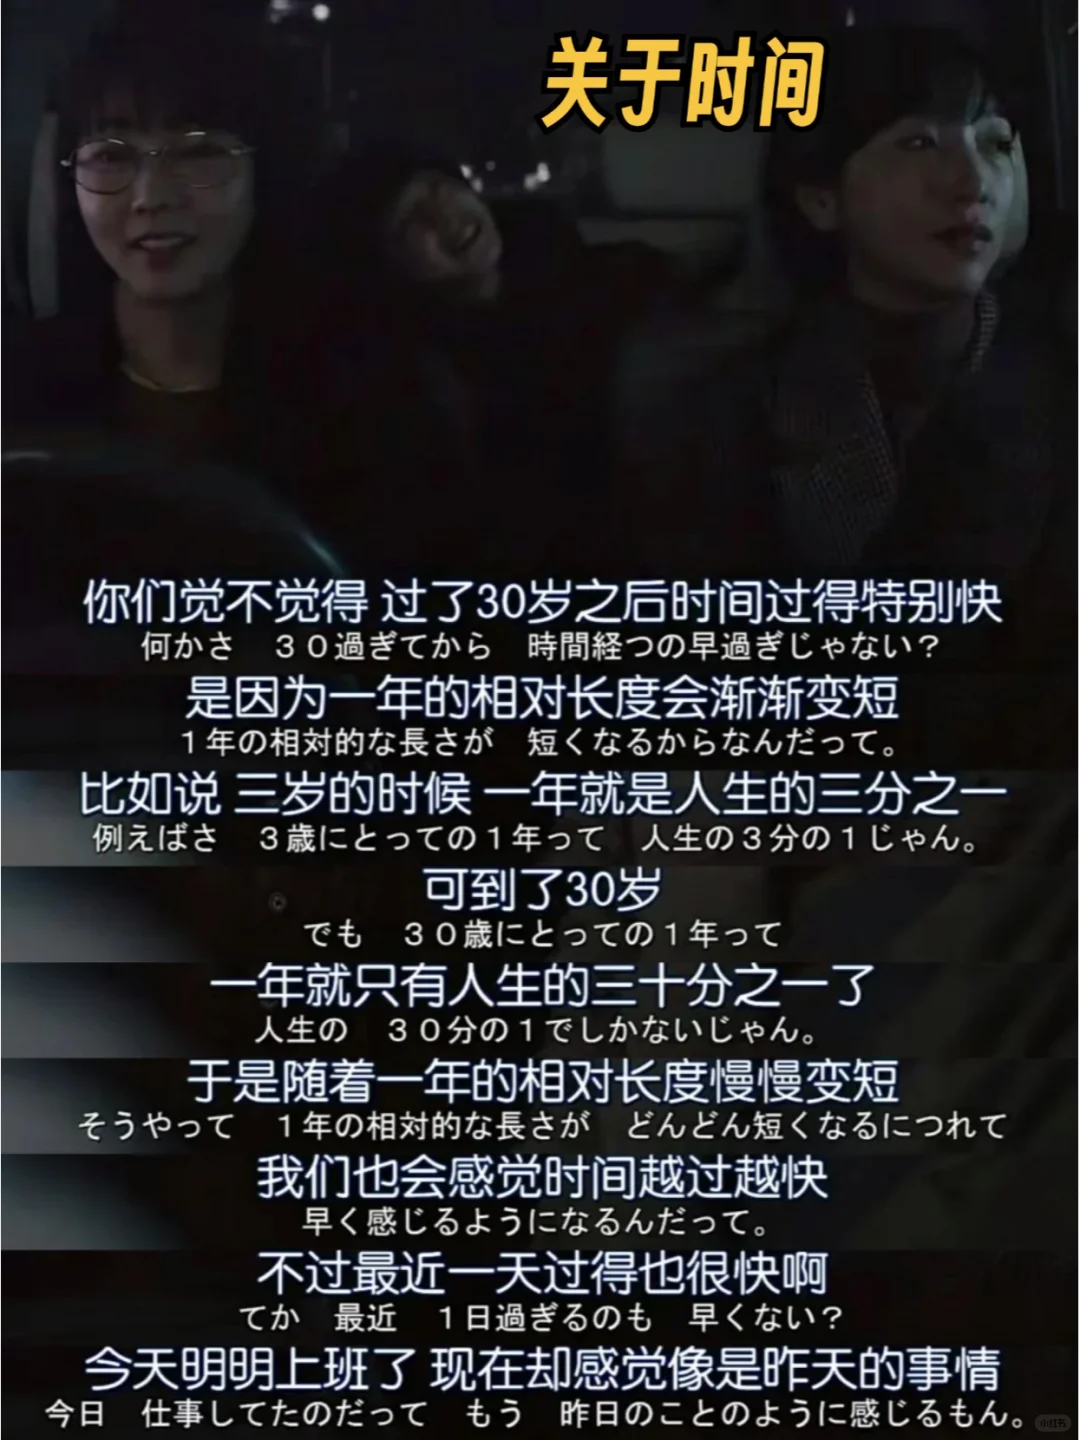 关于时间
你们觉不觉得 过了30岁之后时间过得特别快
何かさ　３０過ぎてから　時間経つの早過ぎじゃない？
是因为一年的相对长度会渐渐变短
１年の相対的な長さが　短くなるからなんだって。
比如说 三岁的时候 一年就是人生的三分之一
例えばさ　３歳にとっての１年って　人生の３分の１じゃん。
可到了30岁
でも　３０歳にとっての１年って
一年就只有人生的三十分之一了
人生の　３０分の１でしかないじゃん。
于是随着一年的相对长度慢慢变短
そうやって　１年の相対的な長さが　どんどん短くなるにつれて
我们也会感觉时间越过越快
早く感じるようになるんだって。
不过最近一天过得也很快啊
てか　最近　１日過ぎるのも　早くない？
今天明明上班了 现在却感觉像是昨天的事情
今日　仕事してたのだって　もう　昨日のことのように感じるもん。
小红书